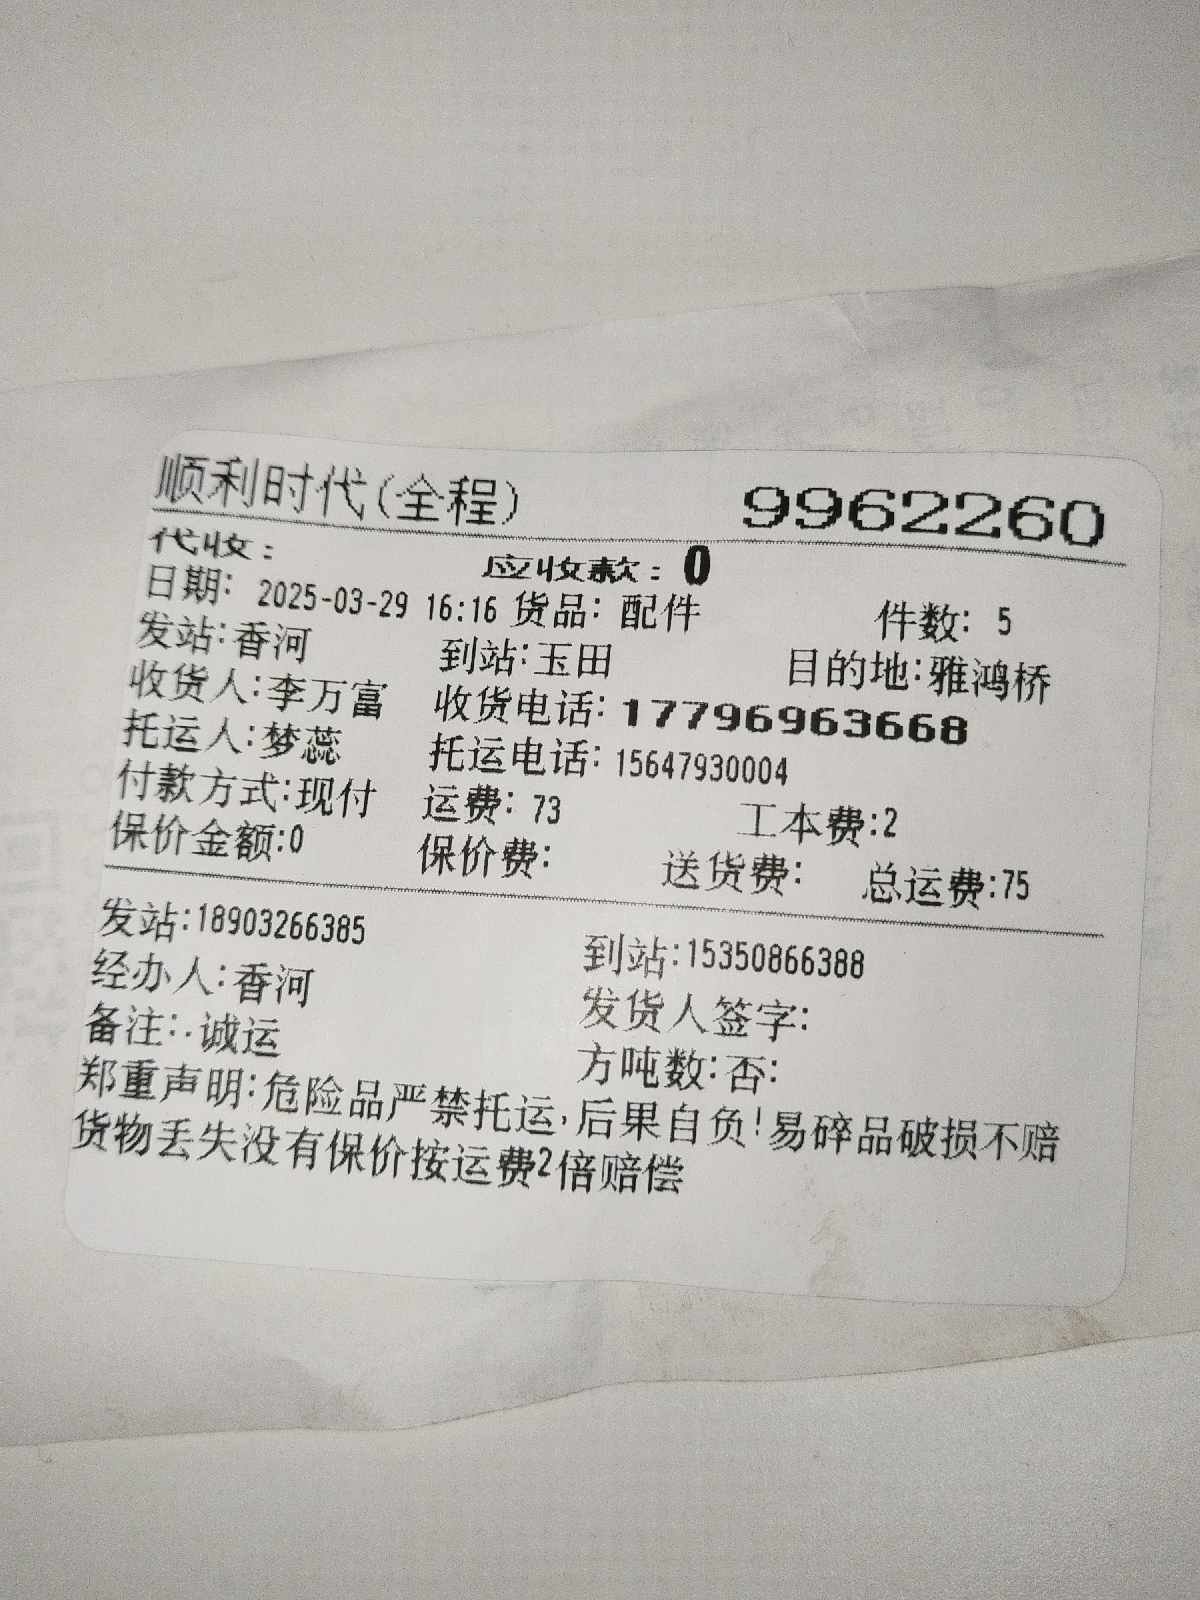 顺利时代(全程) 9962260
代收: 应收款: 0
日期: 2025-03-29 16:16 货品: 配件 件数: 5
发站:香河 到站:玉田 目的地:雅鸿桥
收货人:李万富 收货电话: 17796963668
托运人:梦蕊 托运电话: 15647930004
付款方式:现付 运费: 73 工本费:2
保价金额:0 保价费: 送货费: 总运费:75
发站:18903266385 到站:15350866388
经办人:香河 发货人签字:
备注:.诚运 方吨数:否:
郑重声明:危险品严禁托运,后果自负!易碎品破损不赔
货物丢失没有保价按运费2倍赔偿